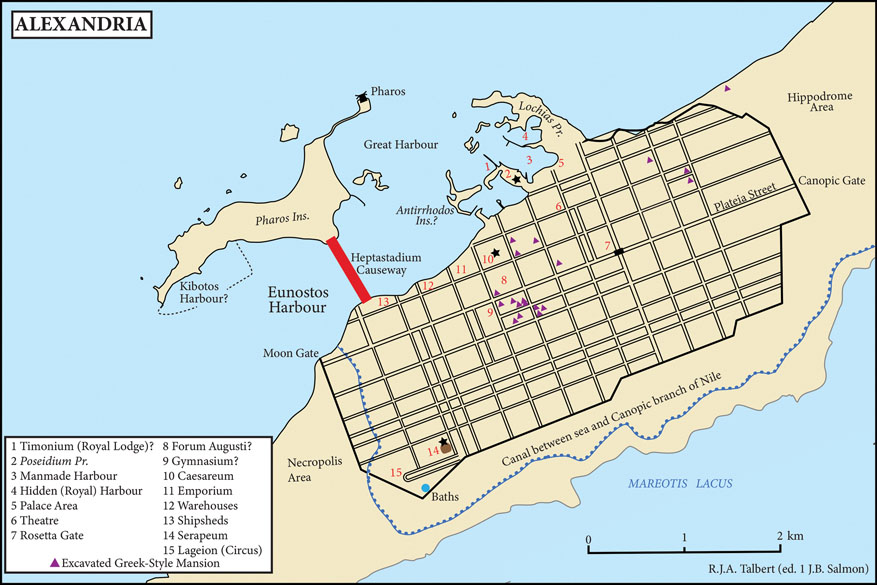 ALEXANDRIA
Pharos
Great Harbour
Lochias Pr.
Hippodrome
Area
Canopic Gate
Plateia Street
Pharos Ins.
Antirrhodos
Ins.?
Heptastadium
Causeway
Kibotos
Harbour?
Eunostos
Harbour
Moon Gate
1
2
3
4
5
6
7
8
9
10
11
12
13
14
15
Necropolis
Area
Baths
Canal between sea and Canopic branch of Nile
MAREOTIS LACUS
1 Timonium (Royal Lodge)?
2 Poseidium Pr.
3 Manmade Harbour
4 Hidden (Royal) Harbour
5 Palace Area
6 Theatre
7 Rosetta Gate
8 Forum Augusti?
9 Gymnasium?
10 Caesareum
11 Emporium
12 Warehouses
13 Shipsheds
14 Serapeum
15 Lageion (Circus)
Excavated Greek-Style Mansion
0 1 2 km
R.J.A. Talbert (ed. 1 J.B. Salmon)